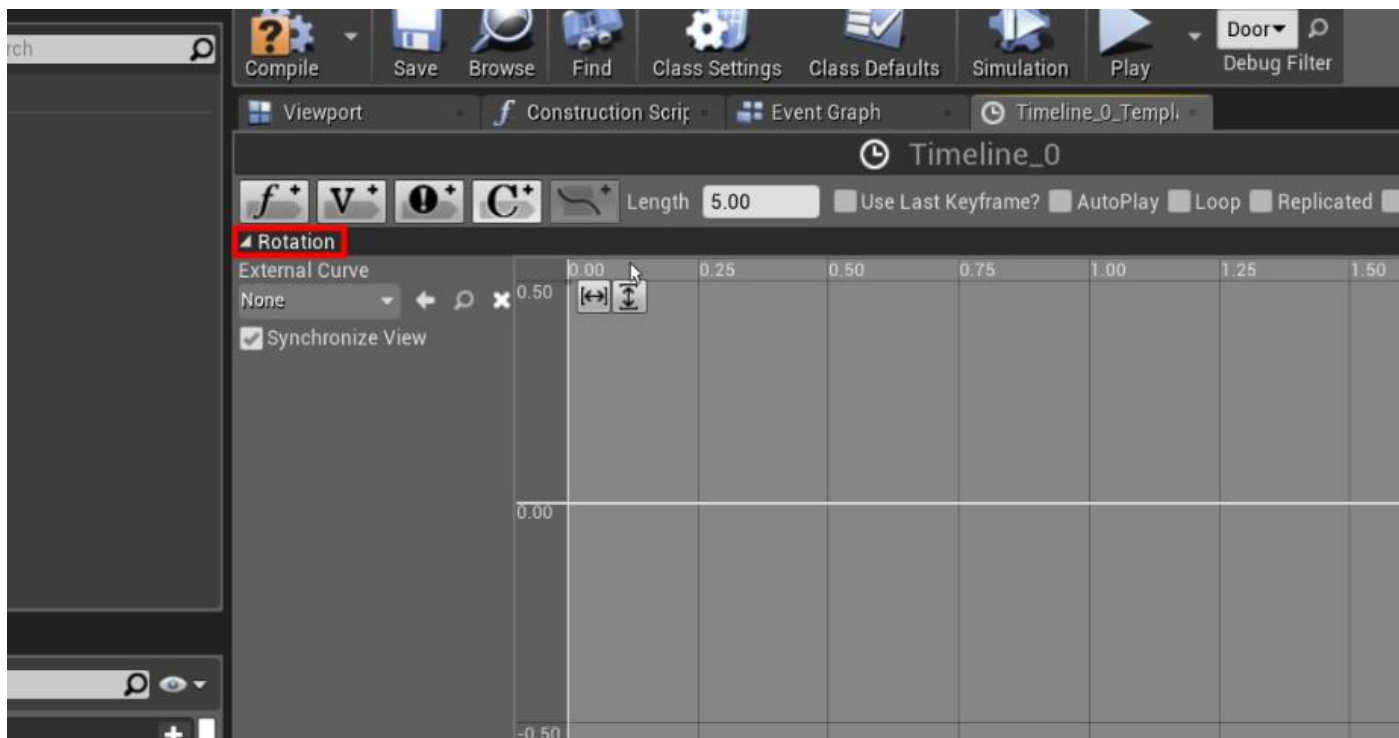 rch
Compile Save Browse Find Class Settings Class Defaults Simulation Play Door Debug Filter
Viewport Construction Scrip Event Graph Timeline_0_Templa
Timeline_0
f+ V+ !+ C+ + Length 5.00 Use Last Keyframe? AutoPlay Loop Replicated
Rotation
External Curve 0.00 0.25 0.50 0.75 1.00 1.25 1.50
None 0.50
Synchronize View
0.00
-0.50